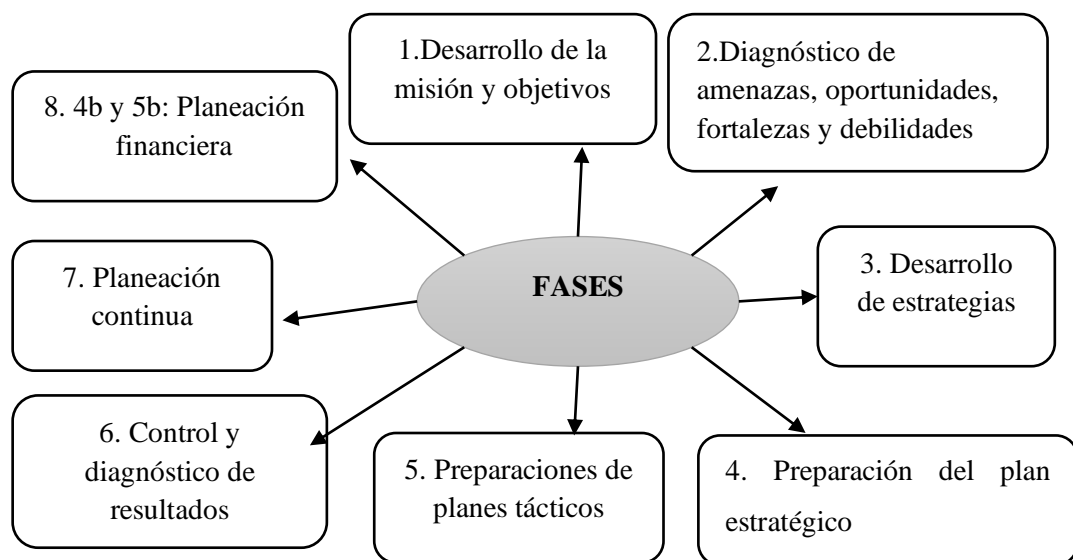 1.Desarrollo de la
misión y objetivos
2.Diagnóstico de
amenazas, oportunidades,
fortalezas y debilidades
8. 4b y 5b: Planeación
financiera
7. Planeación
continua
FASES
3. Desarrollo
de estrategias
6. Control y
diagnóstico de
resultados
5. Preparaciones de
planes tácticos
4. Preparación del plan
estratégico